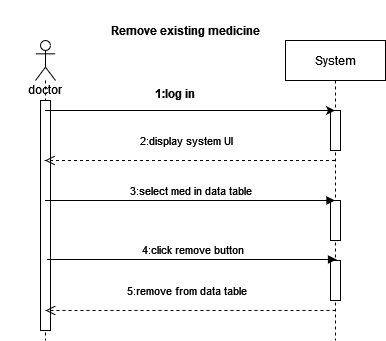 Remove existing medicine
System
doctor
1:log in
2:display system UI
3:select med in data table
4:click remove button
5:remove from data table